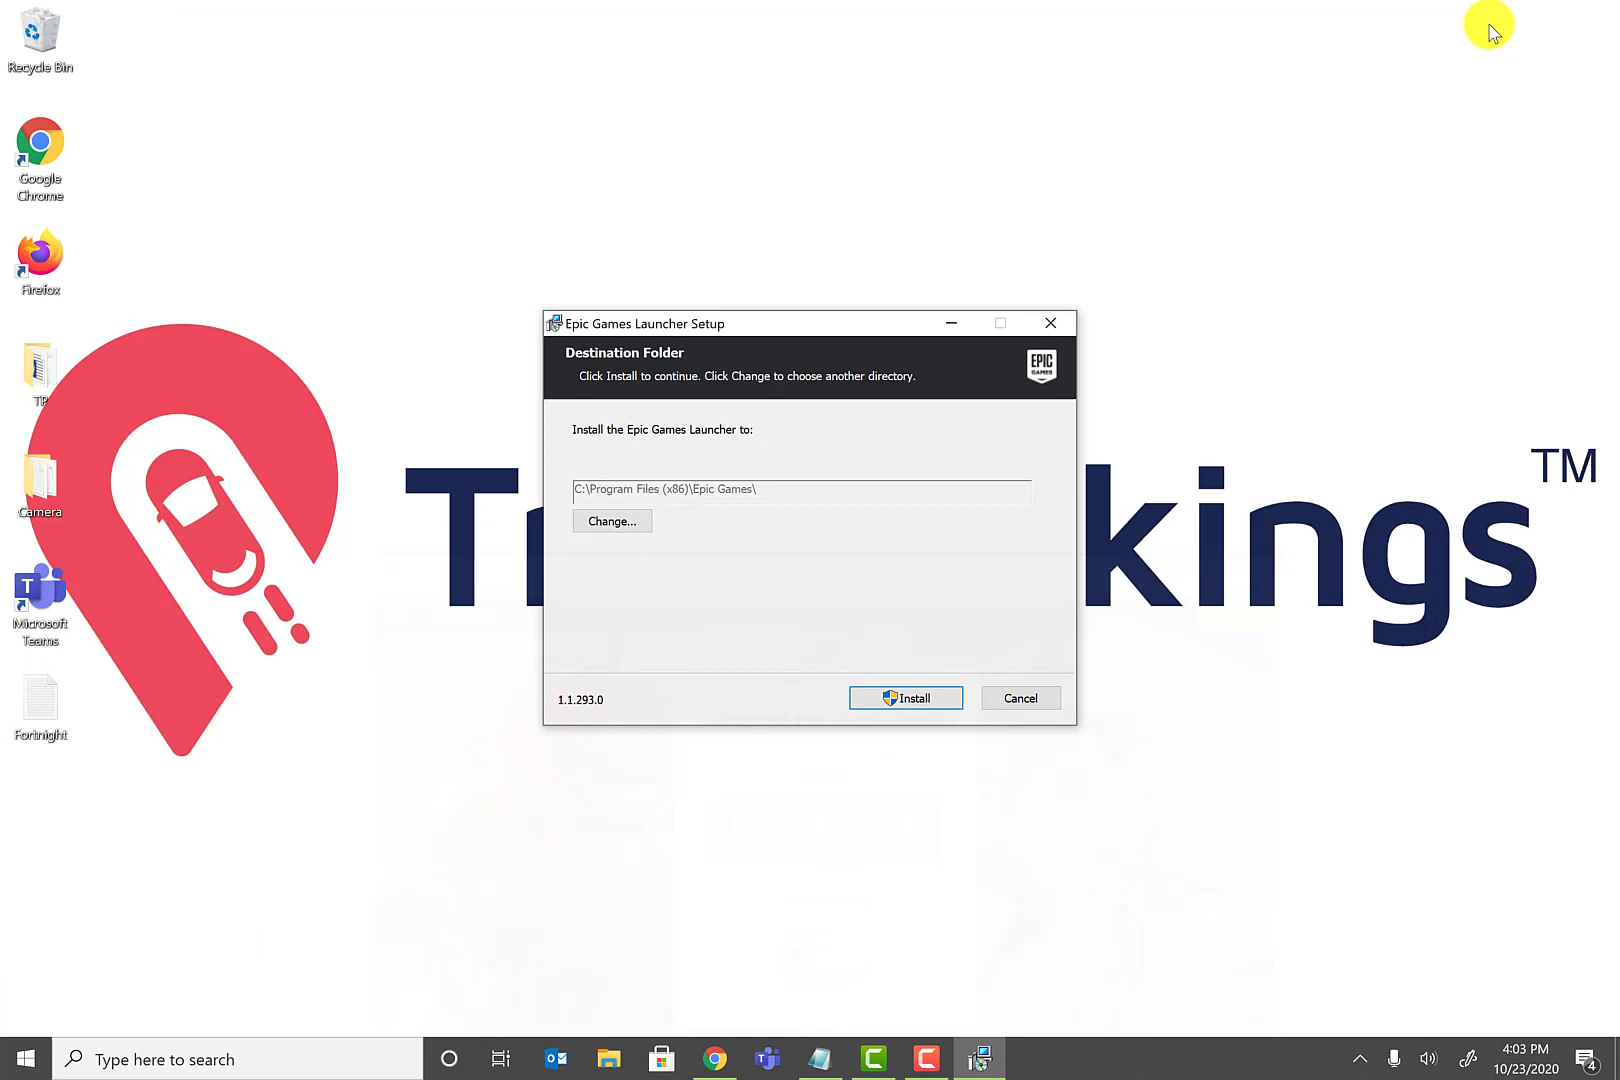 Recycle Bin
Google
Chrome
Firefox
Camera
T
Microsoft
Teams
Fortnight
Epic Games Launcher Setup
Destination Folder
Click Install to continue. Click Change to choose another directory.
EPIC
GAMES
Install the Epic Games Launcher to:
C:\Program Files (x86)\Epic Games\
Change...
1.1.293.0
Install
Cancel
T
kings
TM
Type here to search
4:03 PM
10/23/2020
4